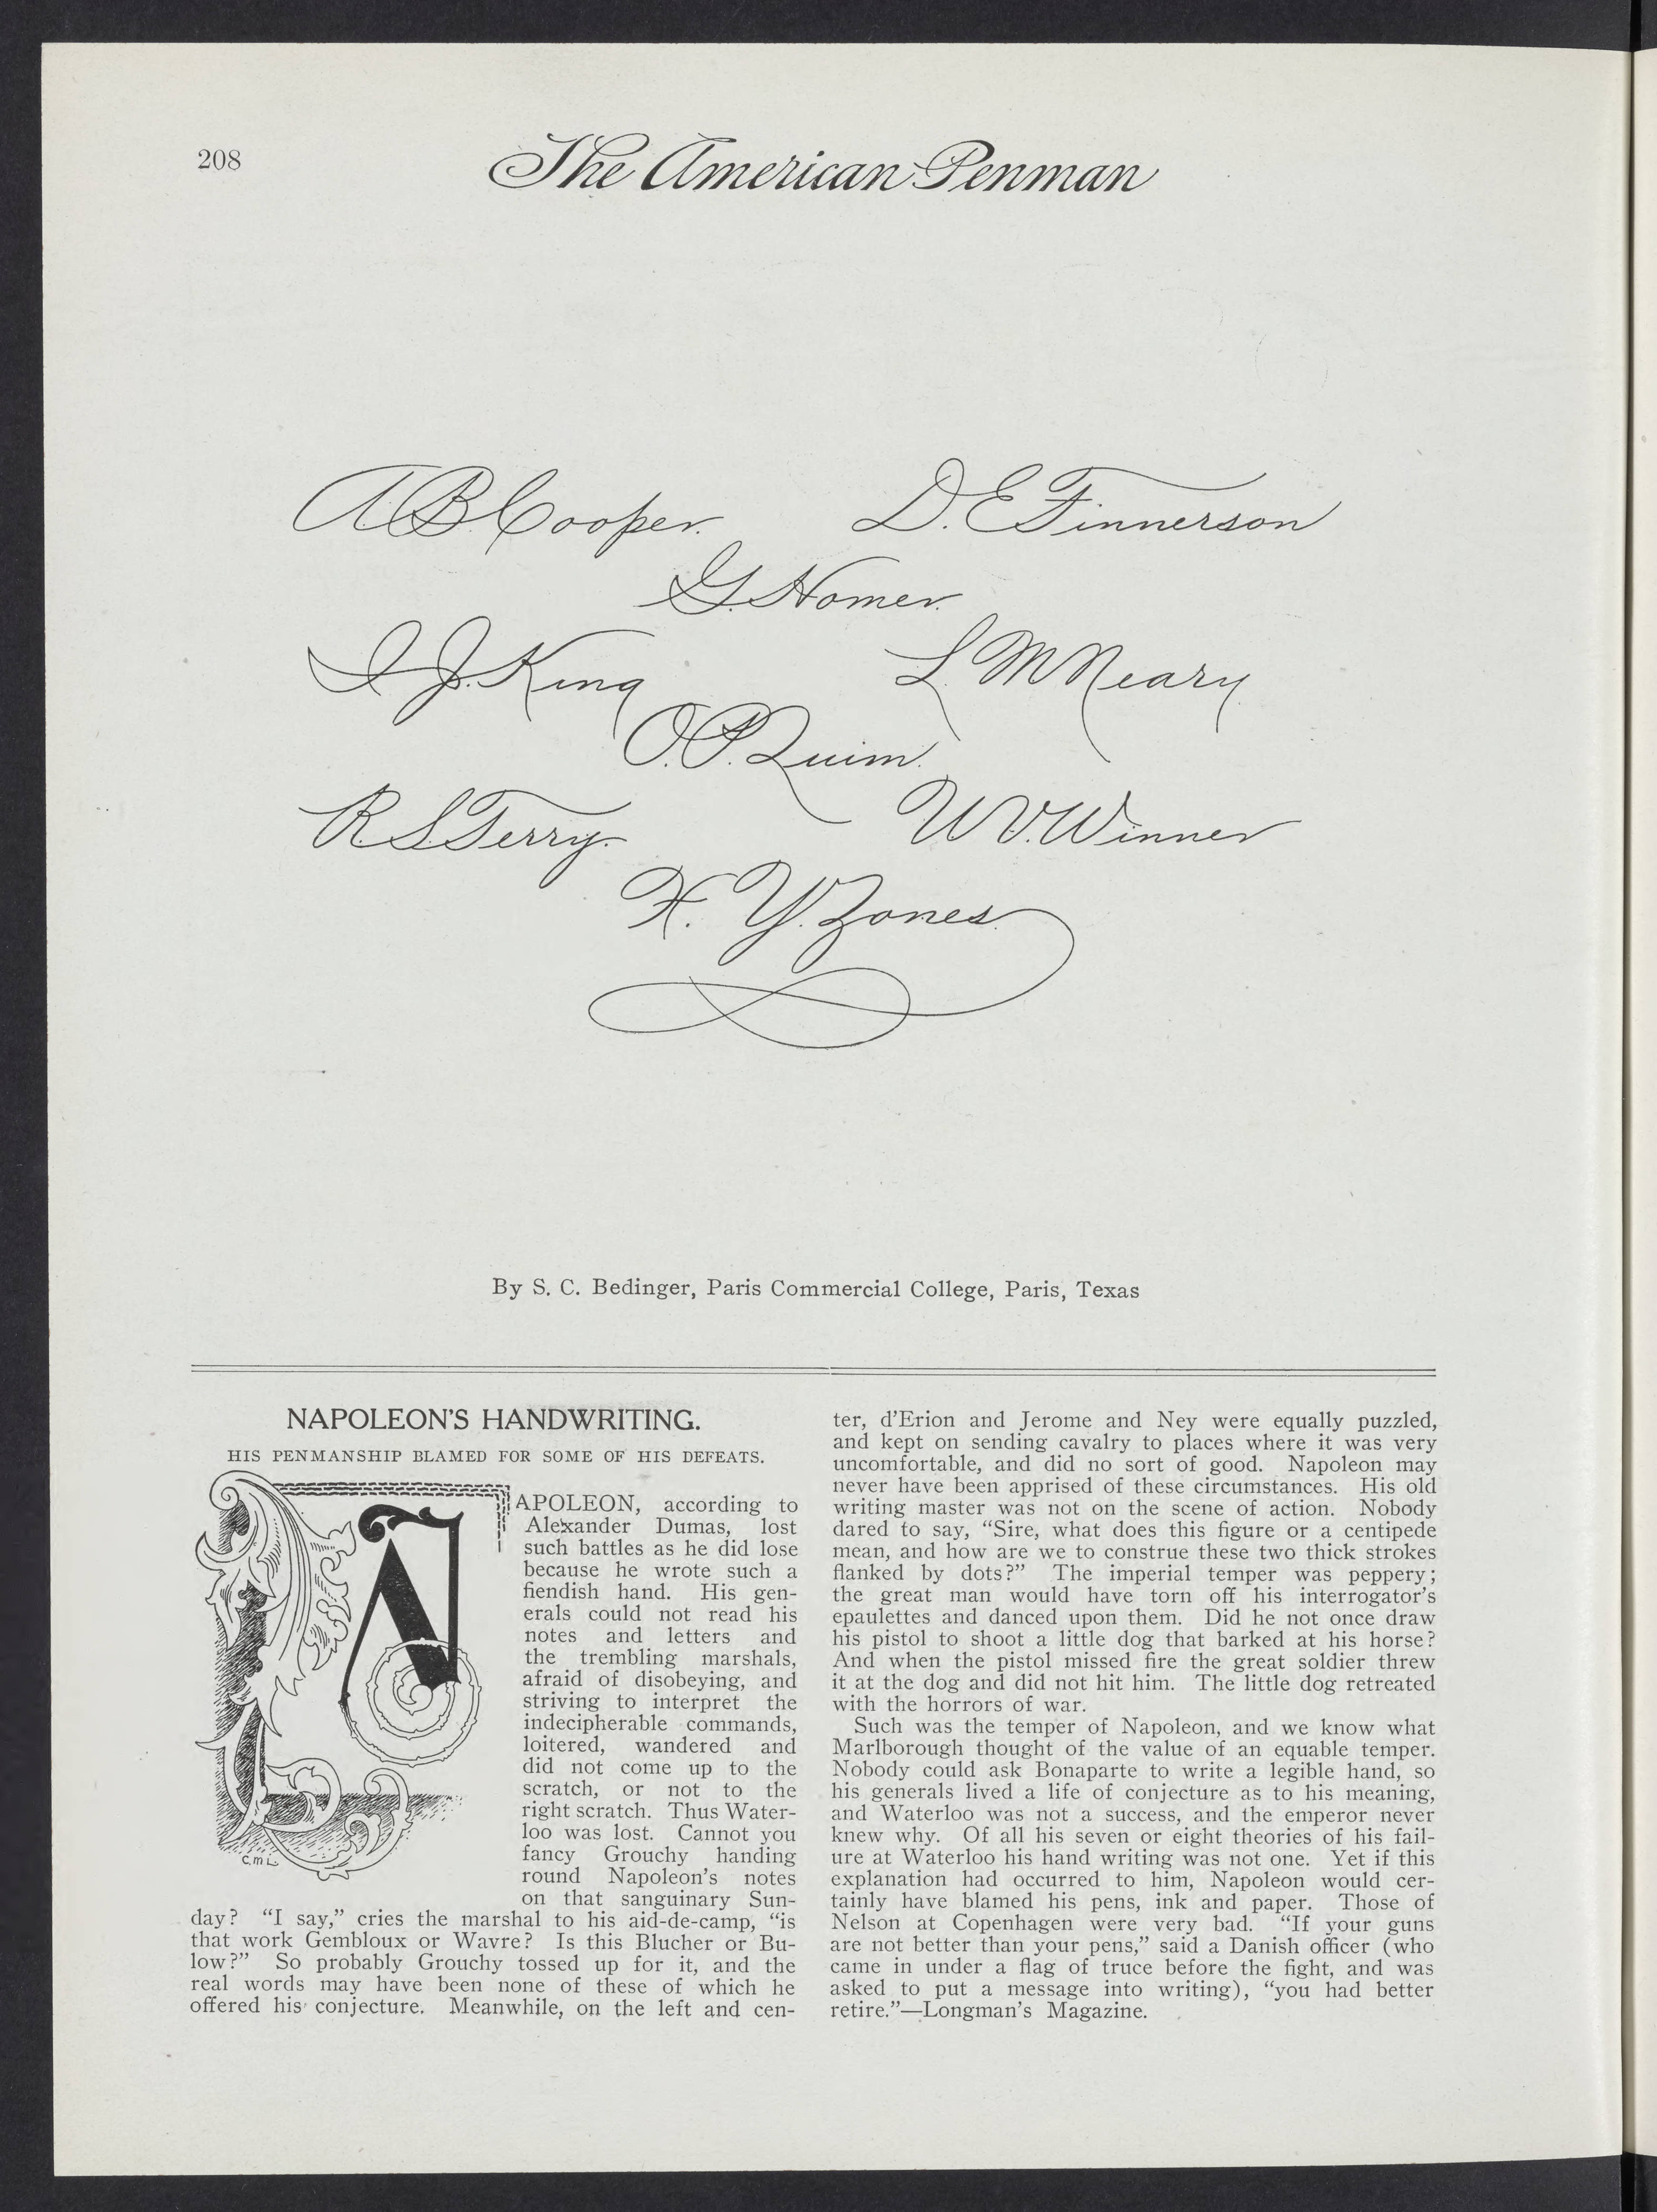 208
The American Penman
A. B. Cooper.
D. E. Finnerson
G. Homer.
I. J. King
L. M. Neary.
O. P. Quim.
R. S. Terry.
U. V. Winner
X. Y. Zones.
By S. C. Bedinger, Paris Commercial College, Paris, Texas
NAPOLEON'S HANDWRITING.
HIS PENMANSHIP BLAMED FOR SOME OF HIS DEFEATS.
NAPOLEON, according to
Alexander Dumas, lost
such battles as he did lose
because he wrote such a
fiendish hand. His gen-
erals could not read his
notes and letters and
the trembling marshals,
afraid of disobeying, and
striving to interpret the
indecipherable commands,
loitered, wandered and
did not come up to the
scratch, or not to the
right scratch. Thus Water-
loo was lost. Cannot you
fancy Grouchy handing
round Napoleon's notes
on that sanguinary Sun-
C.M.L.
day? “I say,” cries the marshal to his aid-de-camp, “is
that work Gembloux or Wavre? Is this Blucher or Bu-
low?” So probably Grouchy tossed up for it, and the
real words may have been none of these of which he
offered his conjecture. Meanwhile, on the left and cen-
ter, d'Erion and Jerome and Ney were equally puzzled,
and kept on sending cavalry to places where it was very
uncomfortable, and did no sort of good. Napoleon may
never have been apprised of these circumstances. His old
writing master was not on the scene of action. Nobody
dared to say, “Sire, what does this figure or a centipede
mean, and how are we to construe these two thick strokes
flanked by dots?” The imperial temper was peppery;
the great man would have torn off his interrogator's
epaulettes and danced upon them. Did he not once draw
his pistol to shoot a little dog that barked at his horse?
And when the pistol missed fire the great soldier threw
it at the dog and did not hit him. The little dog retreated
with the horrors of war.
Such was the temper of Napoleon, and we know what
Marlborough thought of the value of an equable temper.
Nobody could ask Bonaparte to write a legible hand, so
his generals lived a life of conjecture as to his meaning,
and Waterloo was not a success, and the emperor never
knew why. Of all his seven or eight theories of his fail-
ure at Waterloo his hand writing was not one. Yet if this
explanation had occurred to him, Napoleon would cer-
tainly have blamed his pens, ink and paper. Those of
Nelson at Copenhagen were very bad. “If your guns
are not better than your pens,” said a Danish officer (who
came in under a flag of truce before the fight, and was
asked to put a message into writing), “you had better
retire.”—Longman's Magazine.